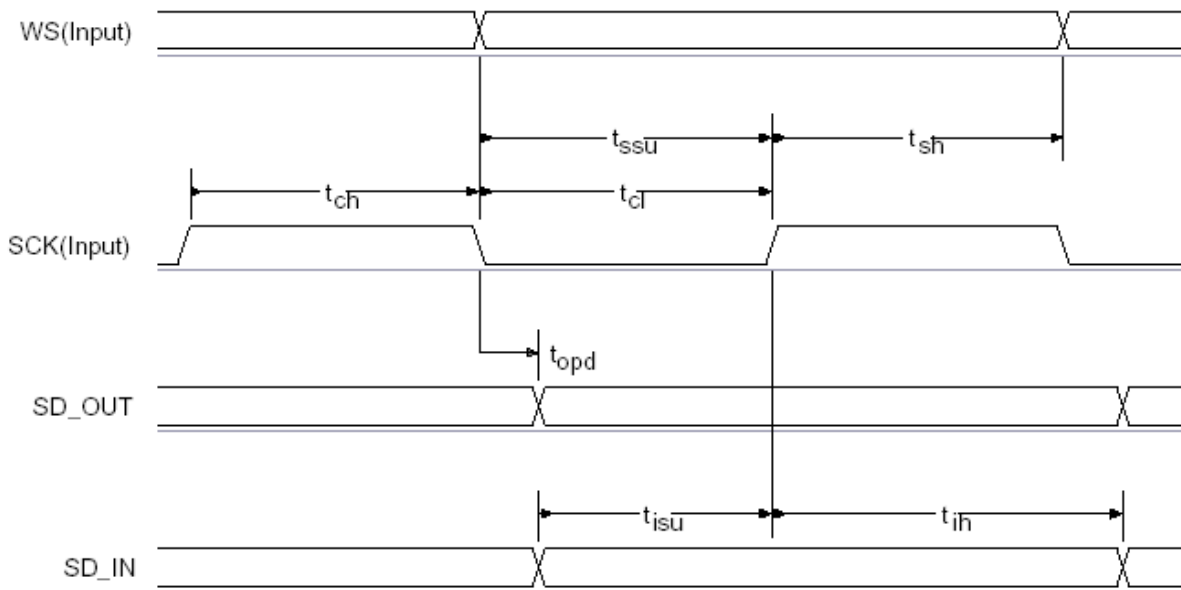 WS(Input)
tssu
tsh
tch
tcl
SCK(Input)
topd
SD_OUT
tisu
tih
SD_IN